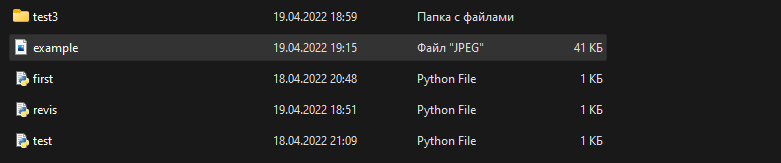 test3 19.04.2022 18:59 Папка с файлами
example 19.04.2022 19:15 Файл "JPEG" 41 КБ
first 18.04.2022 20:48 Python File 1 КБ
revis 19.04.2022 18:51 Python File 1 КБ
test 18.04.2022 21:09 Python File 1 КБ